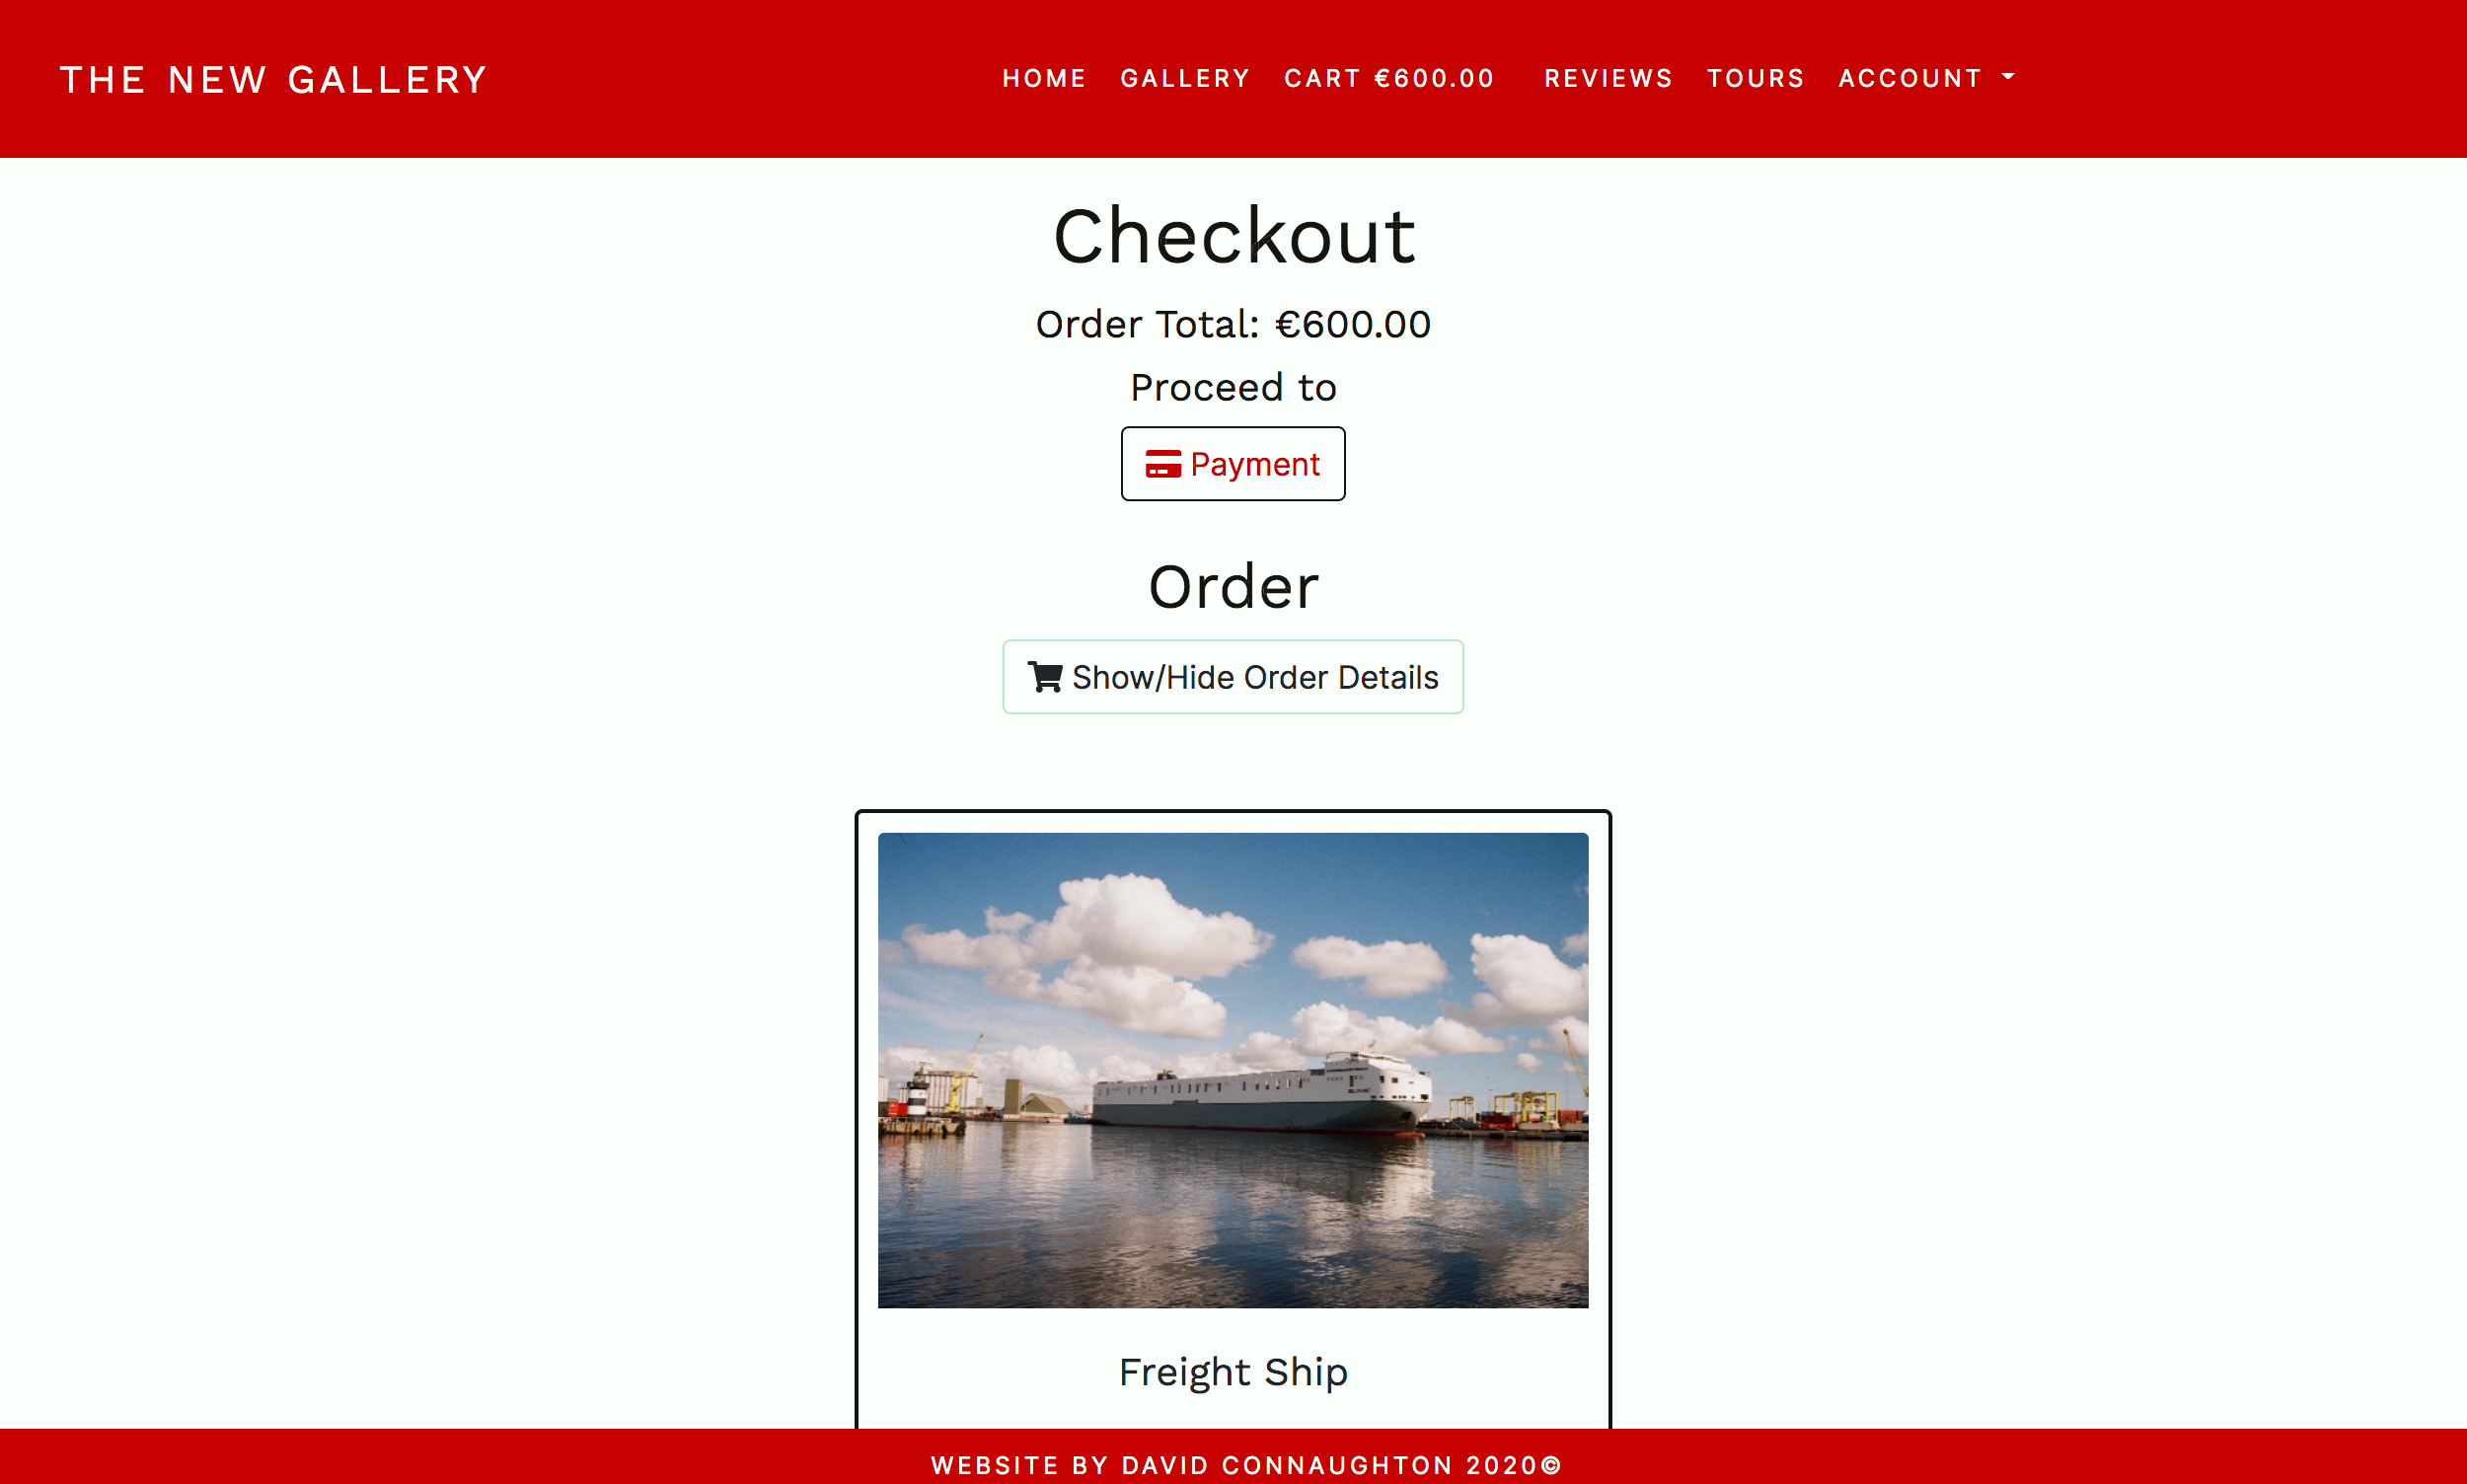 THE NEW GALLERY
HOME GALLERY CART €600.00 REVIEWS TOURS ACCOUNT
Checkout
Order Total: €600.00
Proceed to
Payment
Order
Show/Hide Order Details
Freight Ship
WEBSITE BY DAVID CONNAUGHTON 2020©